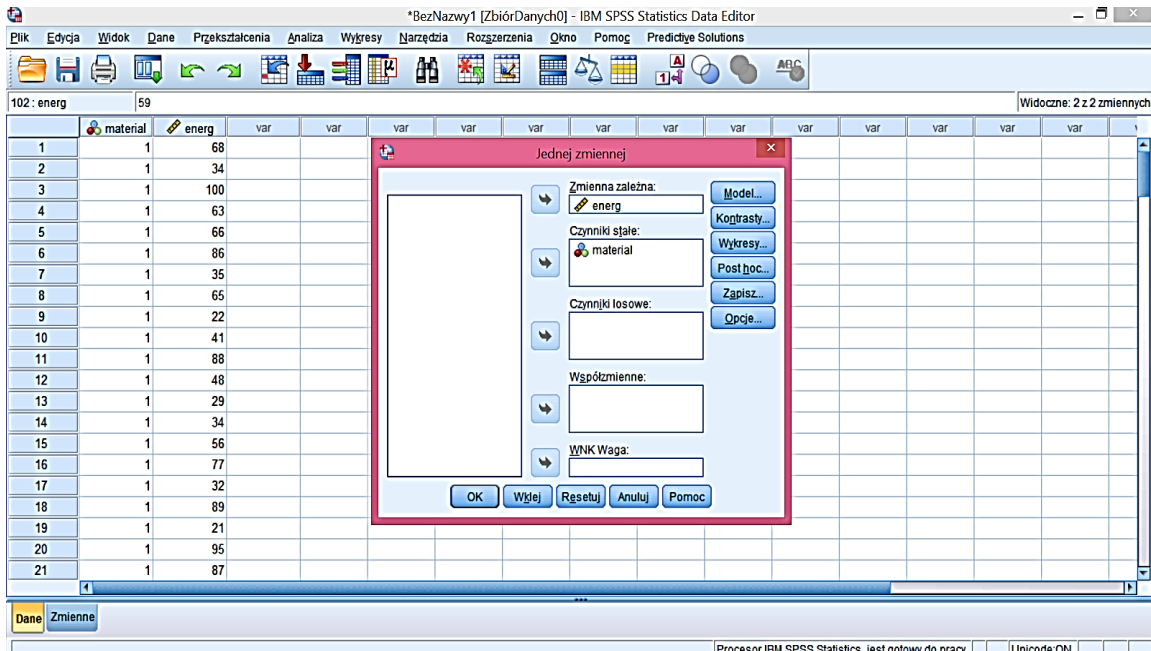 *BezNazwy1 [ZbiórDanych0] - IBM SPSS Statistics Data Editor
Plik Edycja Widok Dane Przekształcenia Analiza Wykresy Narzędzia Rozszerzenia Okno Pomoc Predictive Solutions
102 : energ 59 Widoczne: 2 z 2 zmiennych
material energ var var var var var var var var var var var var
1 1 68
2 1 34
3 1 100
4 1 63
5 1 66
6 1 86
7 1 35
8 1 65
9 1 22
10 1 41
11 1 88
12 1 48
13 1 29
14 1 34
15 1 56
16 1 77
17 1 32
18 1 89
19 1 21
20 1 95
21 1 87
Jednej zmiennej
Zmienna zależna:
energ
Czynniki stałe:
material
Czynniki losowe:
Współzmienne:
WNK Waga:
Model...
Kontrasty...
Wykresy...
Post hoc...
Zapisz...
Opcje...
OK Wklej Resetuj Anuluj Pomoc
Dane Zmienne
Procesor IBM SPSS Statistics jest gotowy do pracy Unicode:ON